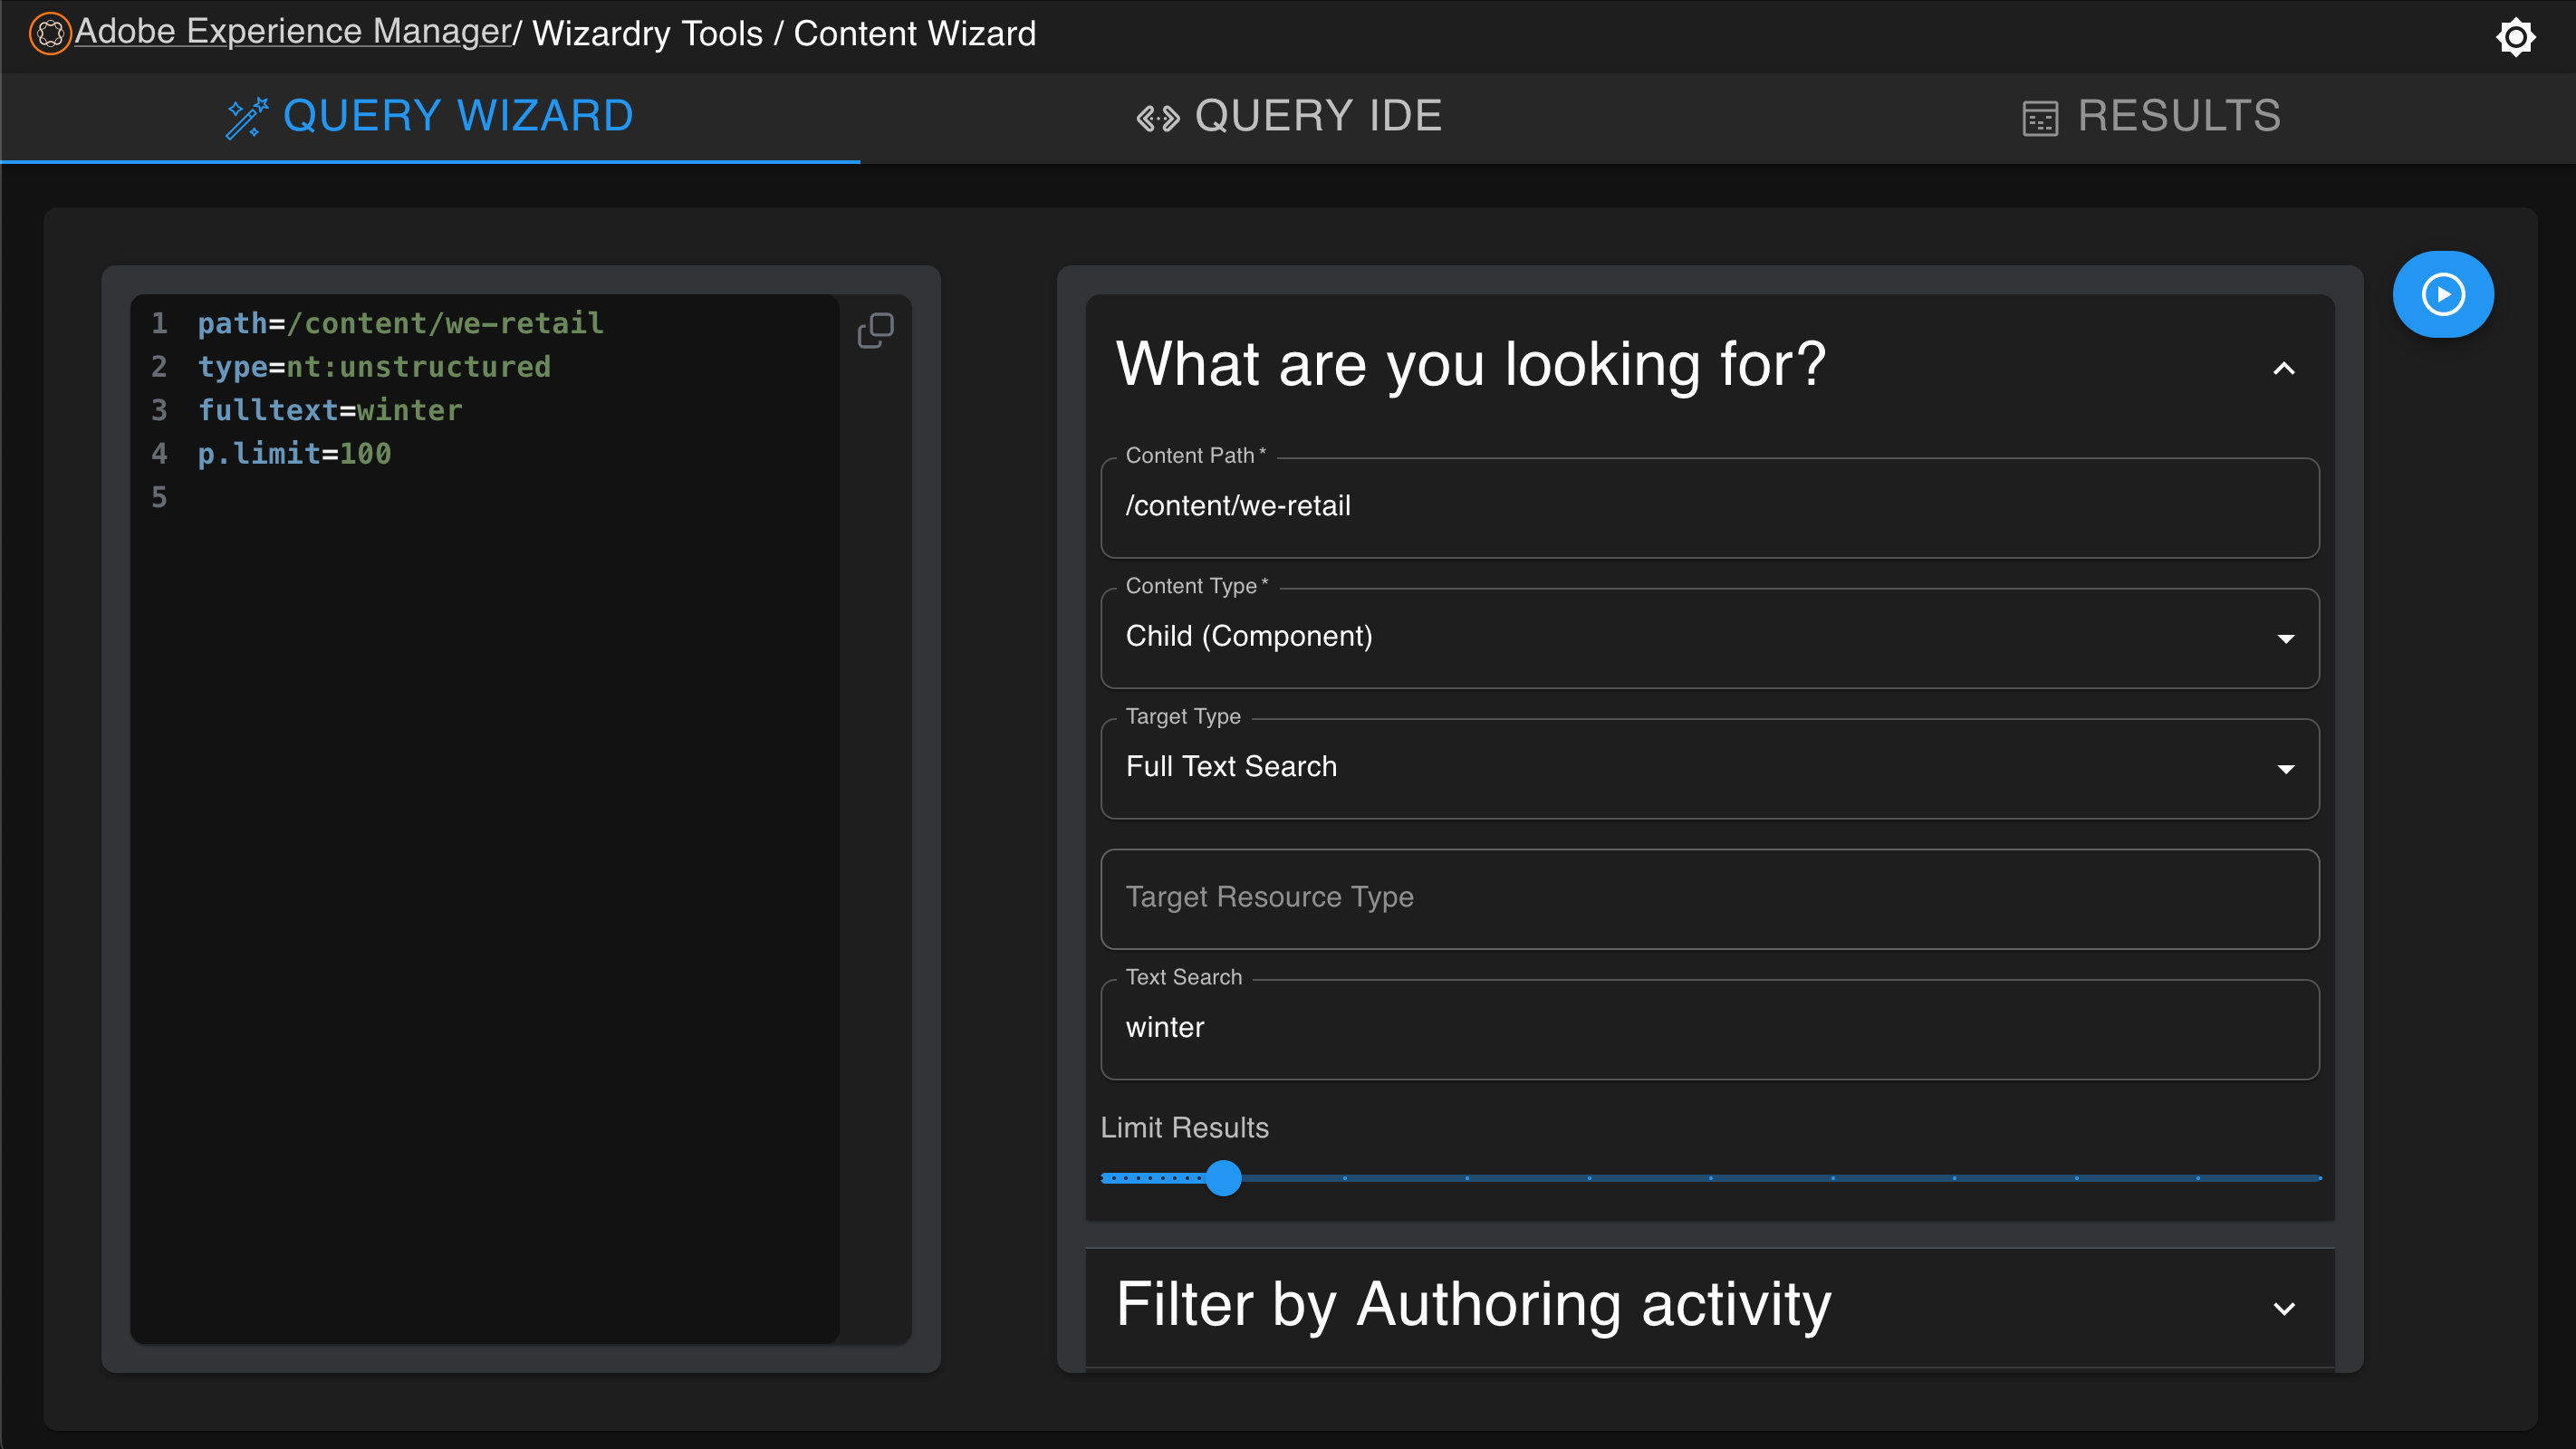 Adobe Experience Manager/ Wizardry Tools / Content Wizard
QUERY WIZARD
QUERY IDE
RESULTS
1 path=/content/we-retail
2 type=nt:unstructured
3 fulltext=winter
4 p.limit=100
5
What are you looking for?
Content Path *
/content/we-retail
Content Type *
Child (Component)
Target Type
Full Text Search
Target Resource Type
Text Search
winter
Limit Results
Filter by Authoring activity